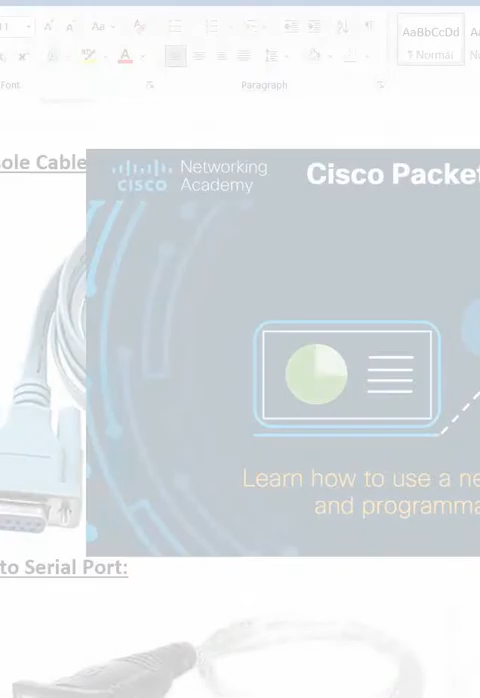 Aa
AaBbCcDd
¶ Normal
Font
Paragraph
ole Cable
Networking
Academy
CISCO
Cisco Packet
Learn how to use a ne
and programma
to Serial Port: